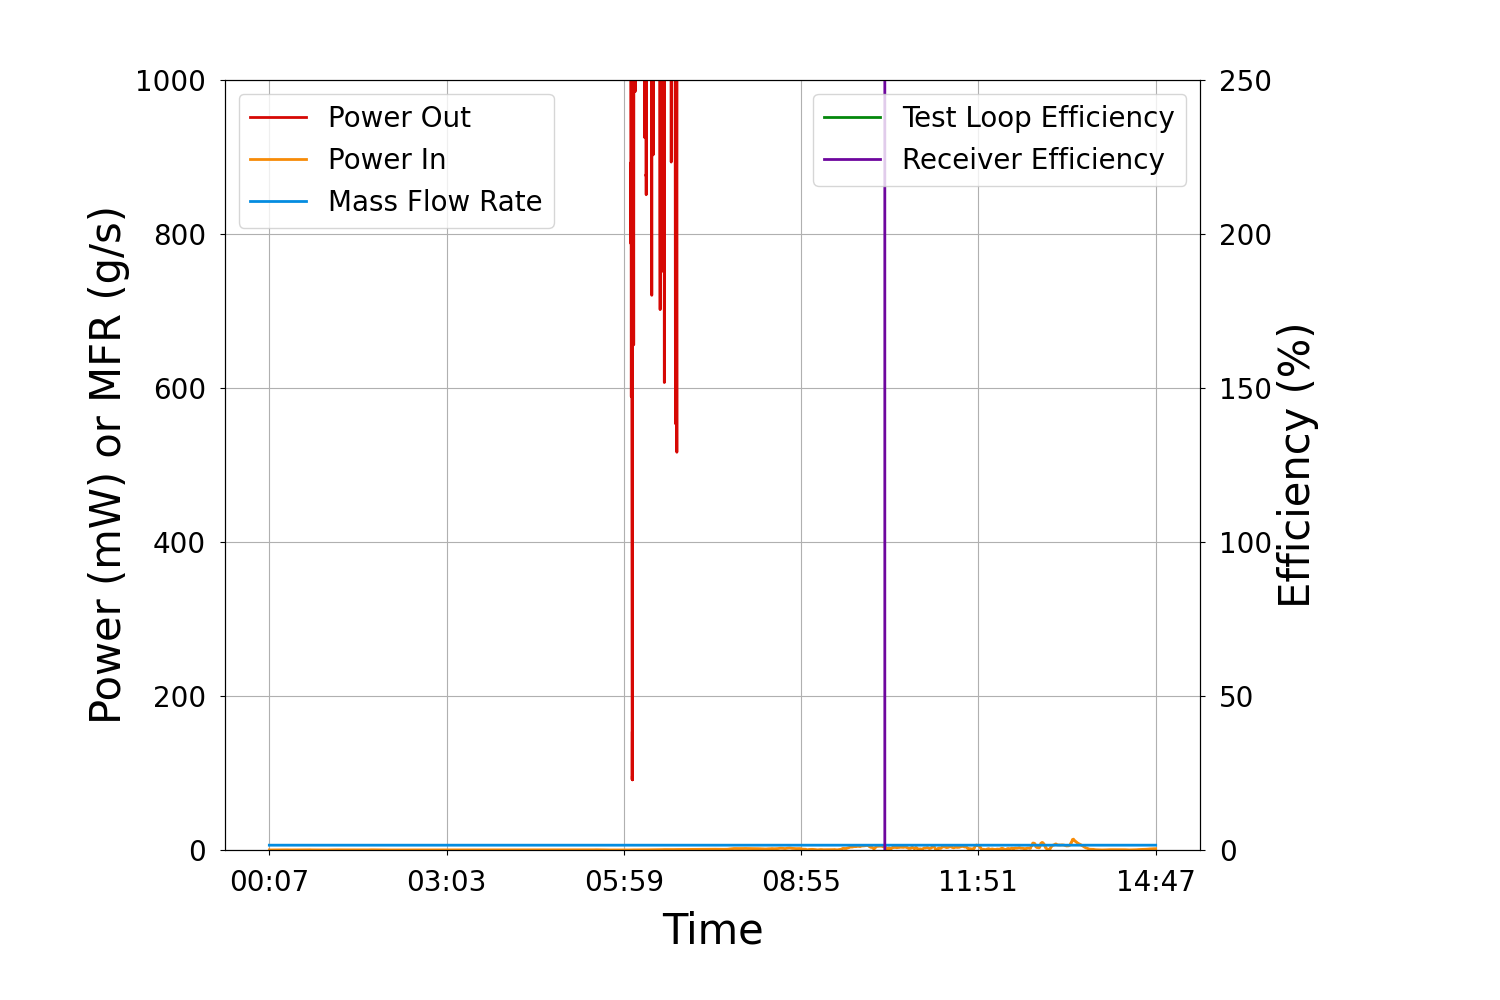 1000
800
600
400
200
0
Power (mW) or MFR (g/s)
Power Out
Power In
Mass Flow Rate
Test Loop Efficiency
Receiver Efficiency
250
200
150
100
50
0
Efficiency (%)
00:07 03:03 05:59 08:55 11:51 14:47
Time